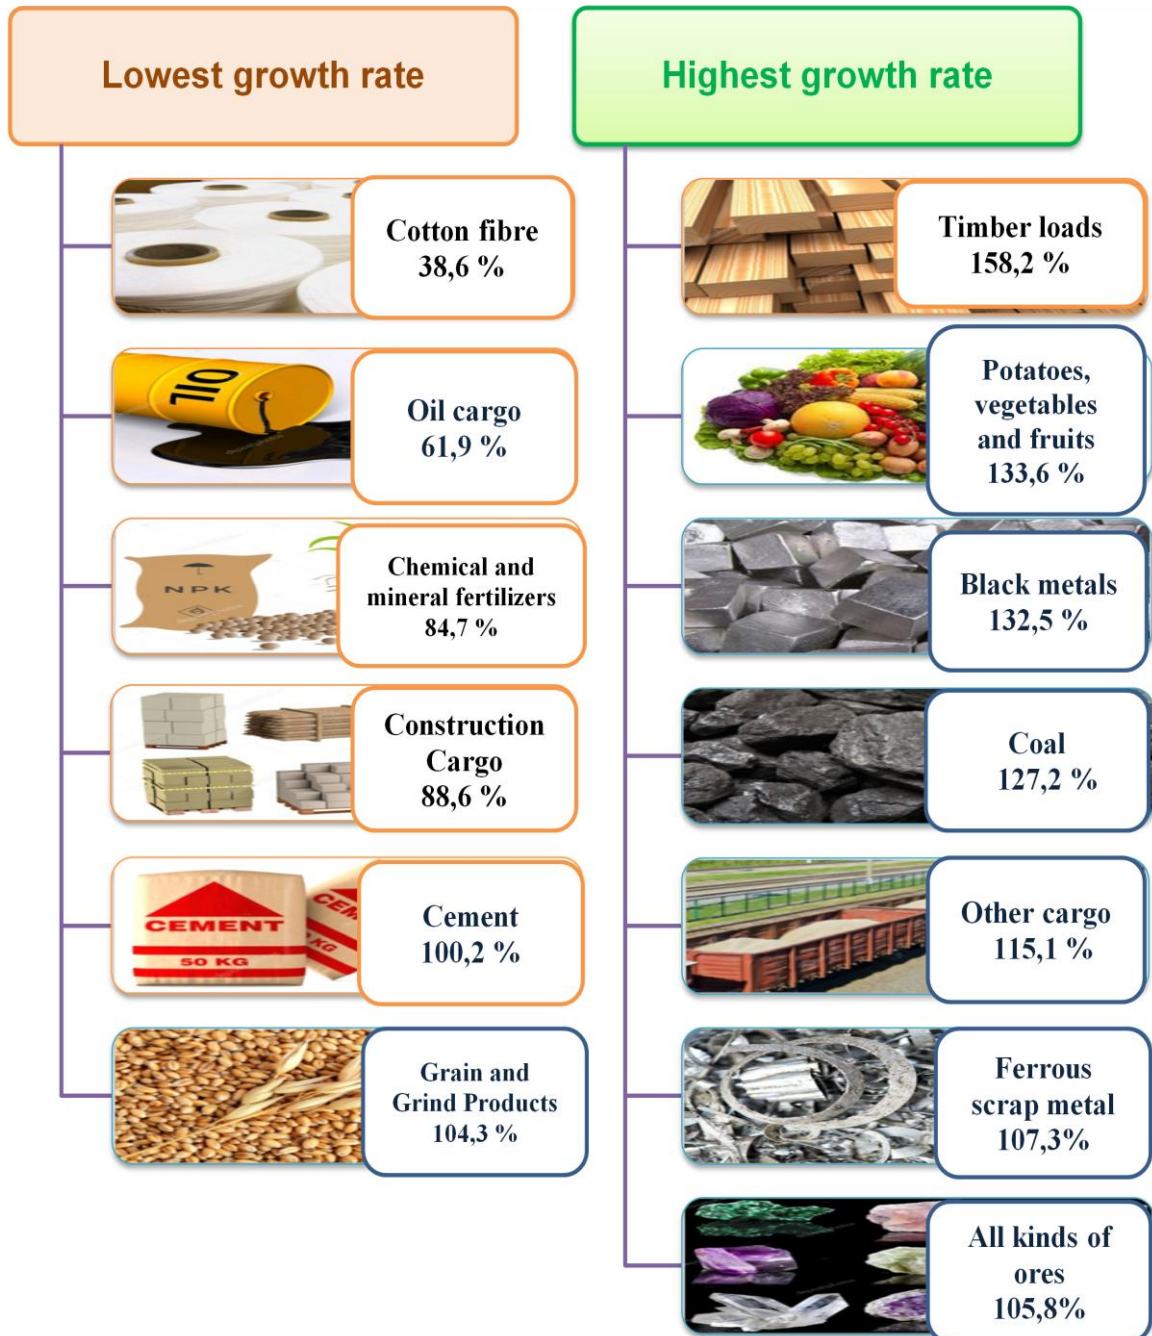 Lowest growth rate
Cotton fibre
38,6 %
OIL
Oil cargo
61,9 %
NPK
Chemical and
mineral fertilizers
84,7 %
Construction
Cargo
88,6 %
CEMENT
50 KG
CEM
KG
Cement
100,2 %
Grain and
Grind Products
104,3 %
Highest growth rate
Timber loads
158,2 %
Potatoes,
vegetables
and fruits
133,6 %
Black metals
132,5 %
Coal
127,2 %
Other cargo
115,1 %
Ferrous
scrap metal
107,3%
All kinds of
ores
105,8%